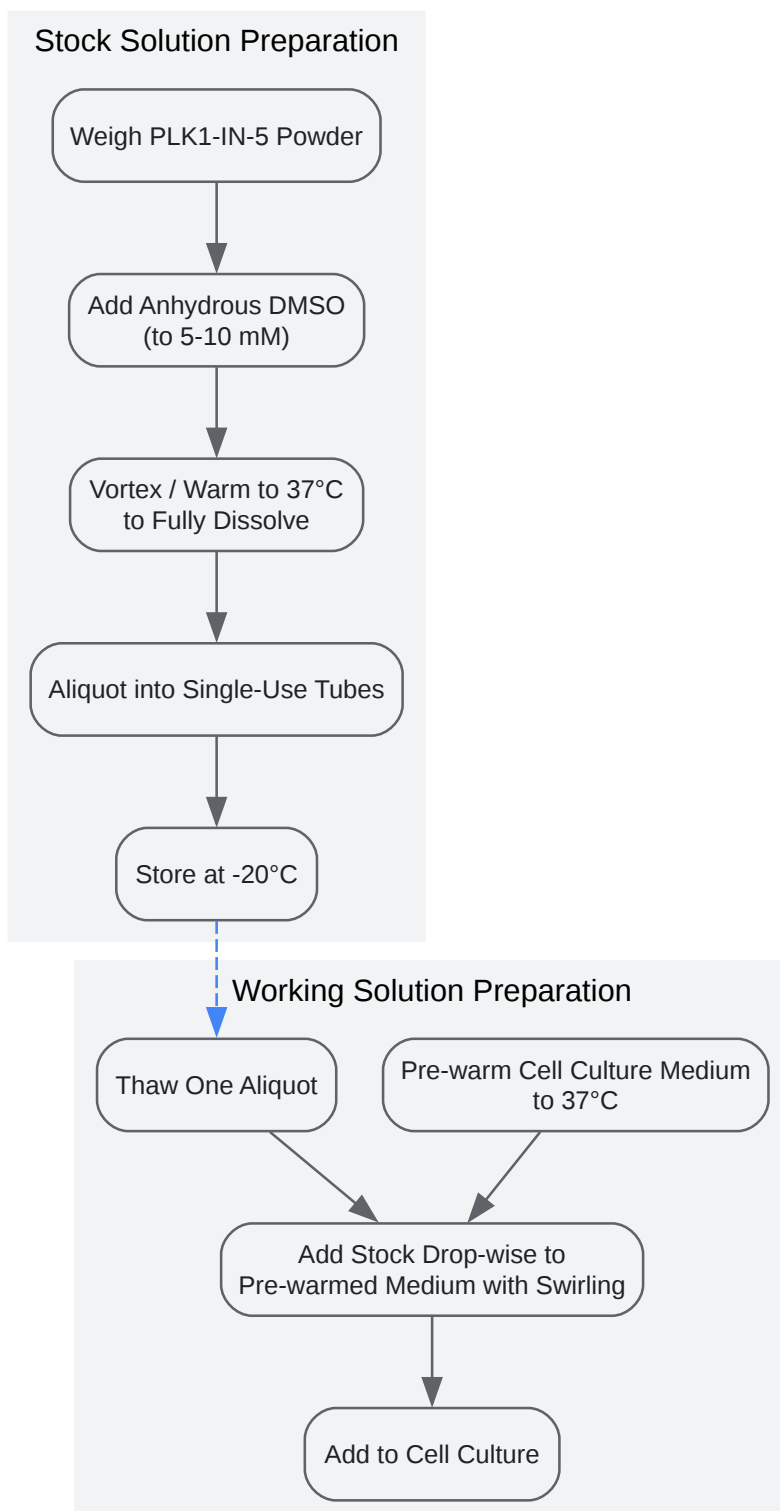 Stock Solution Preparation
Weigh PLK1-IN-5 Powder
Add Anhydrous DMSO
(to 5-10 mM)
Vortex / Warm to 37°C
to Fully Dissolve
Aliquot into Single-Use Tubes
Store at -20°C
Working Solution Preparation
Thaw One Aliquot
Pre-warm Cell Culture Medium
to 37°C
Add Stock Drop-wise to
Pre-warmed Medium with Swirling
Add to Cell Culture